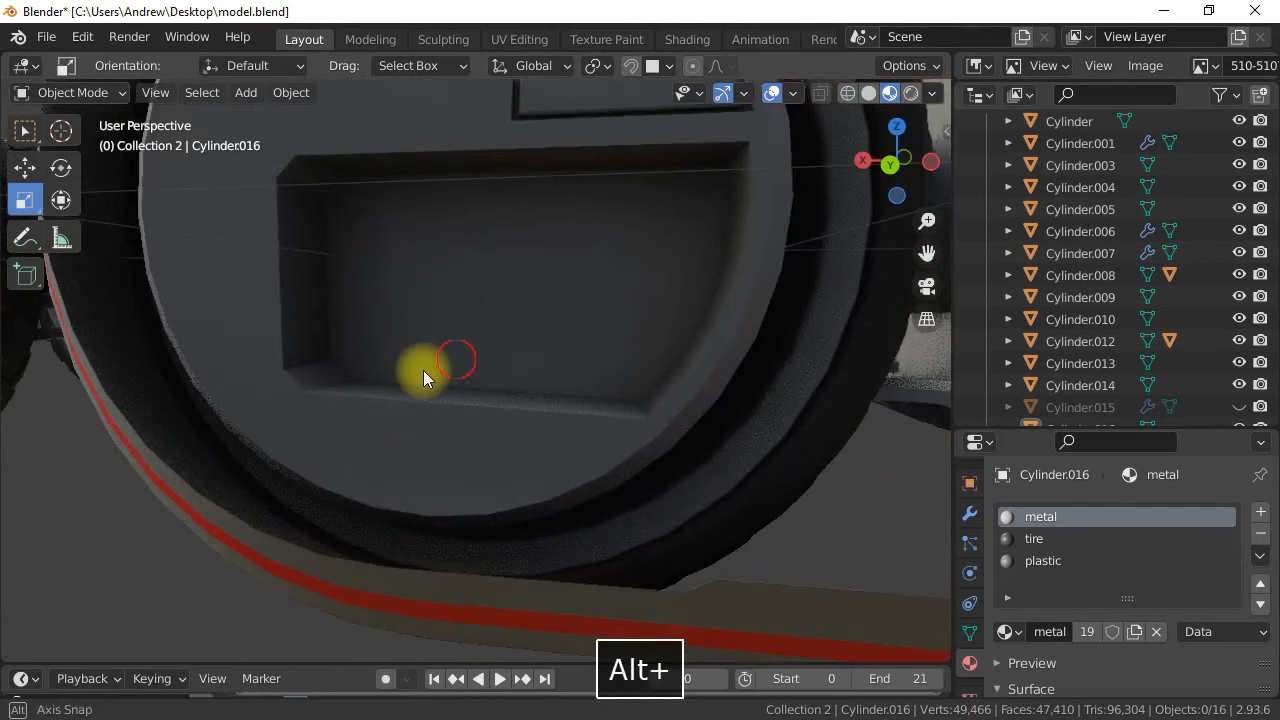 Blender* [C:\Users\Andrew\Desktop\model.blend]
File Edit Render Window Help Layout Modeling Sculpting UV Editing Texture Paint Shading Animation Scene View Layer
Orientation: Default Drag: Select Box Global Options View View Image 510-510
Object Mode View Select Add Object
User Perspective
(0) Collection 2 | Cylinder.016
Z
X
Y
Cylinder
Cylinder.001
Cylinder.003
Cylinder.004
Cylinder.005
Cylinder.006
Cylinder.007
Cylinder.008
Cylinder.009
Cylinder.010
Cylinder.012
Cylinder.013
Cylinder.014
Cylinder.015
Cylinder.016 metal
metal
tire
plastic
metal 19 Data
Preview
Surface
Alt+
Playback Keying View Marker 0 Start 0 End 21
Alt Axis Snap Collection 2 | Cylinder.016 | Verts:49,466 | Faces:47,410 | Tris:96,304 | Objects:0/16 | 2.93.6